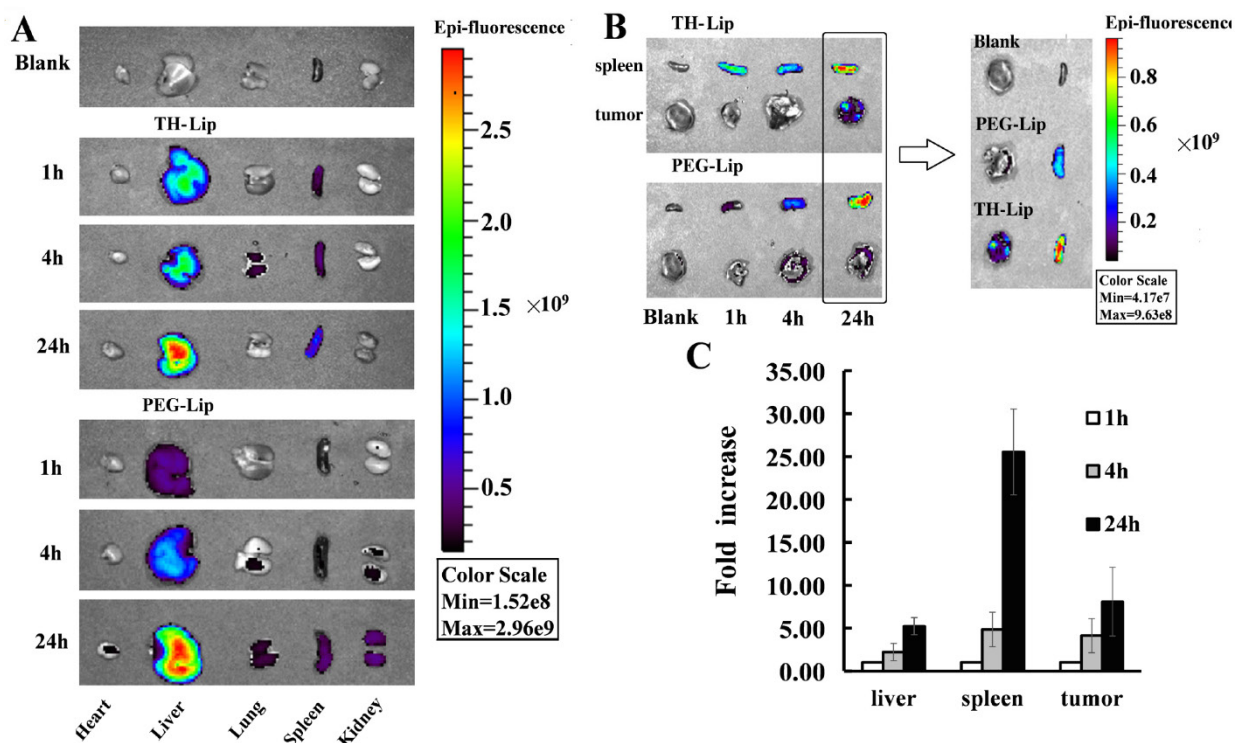 A
Epi-fluorescence
Blank
TH-Lip
1h
4h
24h
PEG-Lip
1h
4h
24h
Heart
Liver
Lung
Spleen
Kidney
2.5
2.0
1.5
×10⁹
1.0
0.5
Color Scale
Min=1.52e8
Max=2.96e9
B
TH-Lip
spleen
tumor
PEG-Lip
Blank
1h
4h
24h
Epi-fluorescence
Blank
PEG-Lip
TH-Lip
0.8
0.6
×10⁹
0.4
0.2
Color Scale
Min=4.17e7
Max=9.63e8
C
Fold increase
35.00
30.00
25.00
20.00
15.00
10.00
5.00
0.00
liver
spleen
tumor
1h
4h
24h